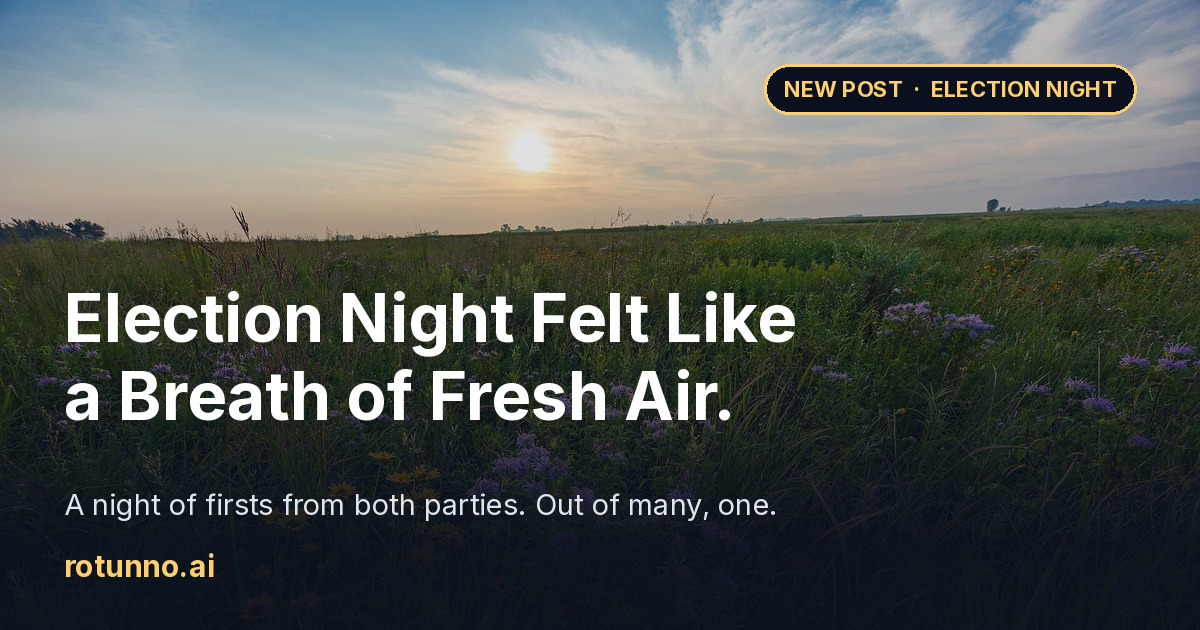 NEW POST · ELECTION NIGHT
Election Night Felt Like
a Breath of Fresh Air.
A night of firsts from both parties. Out of many, one.
rotunno.ai